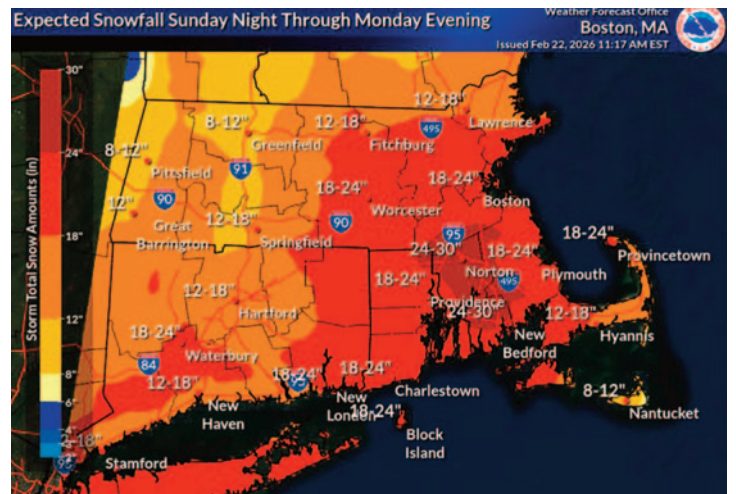 Expected Snowfall Sunday Night Through Monday Evening
Weather Forecast Office
Boston, MA
Issued Feb 22, 2026 11:17 AM EST
Storm Total Snow Amounts (in)
30"
24"
18"
12"
8"
6"
4"
12-18"
Lawrence
495
8-12"
12-18"
Greenfield
Fitchburg
8-12"
Pittsfield
91
18-24"
18-24"
90
Boston
12"
Worcester
12-18"
90
95
Great
Barrington
Springfield
24-30"
18-24"
18-24"
Provincetown
18-24"
Norton
Plymouth
495
12-18"
Providence
Hartford
24-30"
12-18"
18-24"
New
Bedford
Hyannis
Waterbury
84
12-18"
18-24"
18-24"
95
8-12"
Charlestown
New
Haven
New
London
18-24"
Nantucket
Block
Island
95
Stamford